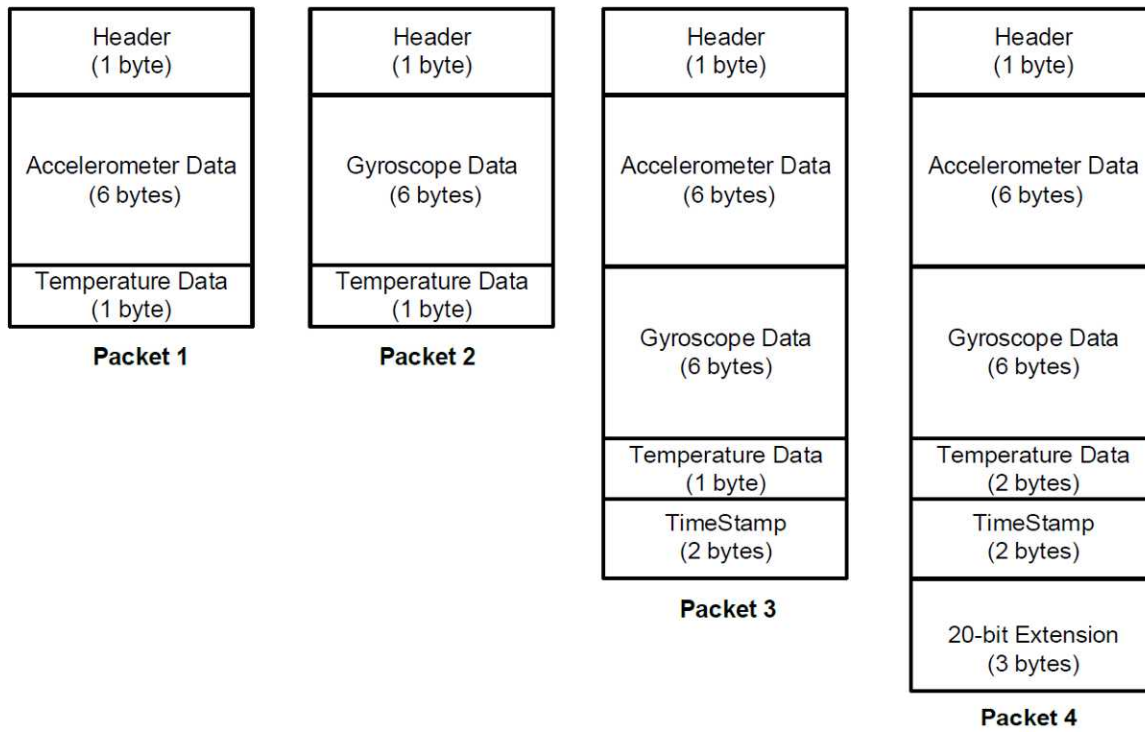 Header
(1 byte)
Accelerometer Data
(6 bytes)
Temperature Data
(1 byte)
Packet 1
Header
(1 byte)
Gyroscope Data
(6 bytes)
Temperature Data
(1 byte)
Packet 2
Header
(1 byte)
Accelerometer Data
(6 bytes)
Gyroscope Data
(6 bytes)
Temperature Data
(1 byte)
TimeStamp
(2 bytes)
Packet 3
Header
(1 byte)
Accelerometer Data
(6 bytes)
Gyroscope Data
(6 bytes)
Temperature Data
(2 bytes)
TimeStamp
(2 bytes)
20-bit Extension
(3 bytes)
Packet 4